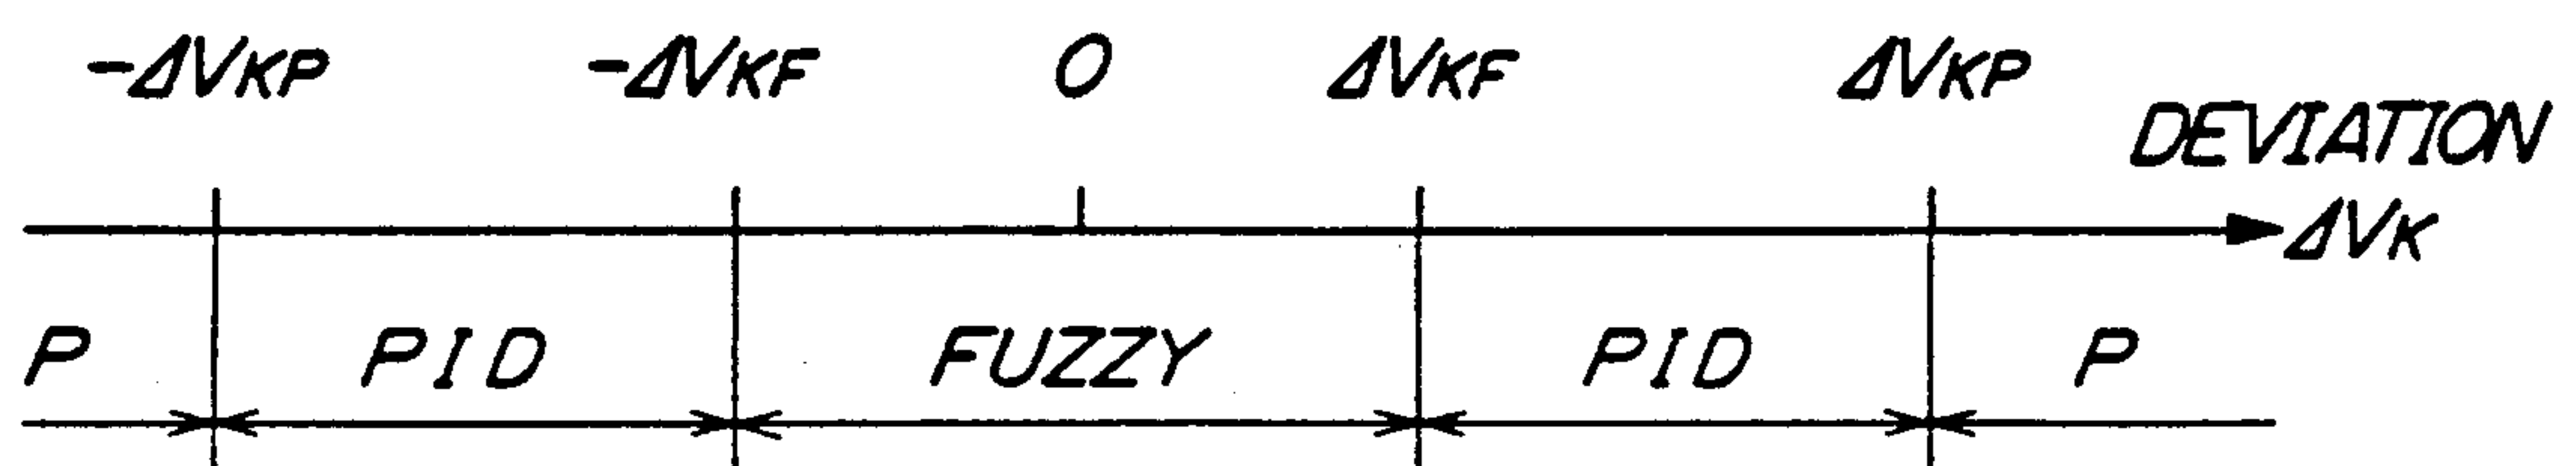 -ΔVKP -ΔVKF 0 ΔVKF ΔVKP
DEVIATION
ΔVK
P PID FUZZY PID P